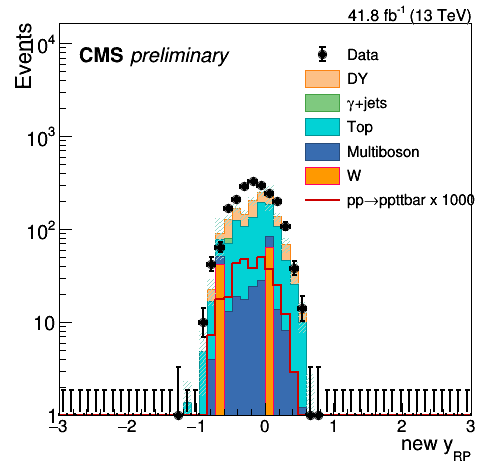 41.8 fb⁻¹ (13 TeV)
Events
CMS preliminary
Data
DY
γ+jets
Top
Multiboson
W
pp→ppttbar x 1000
10⁴
10³
10²
10
1
−3 −2 −1 0 1 2 3
new y_RP